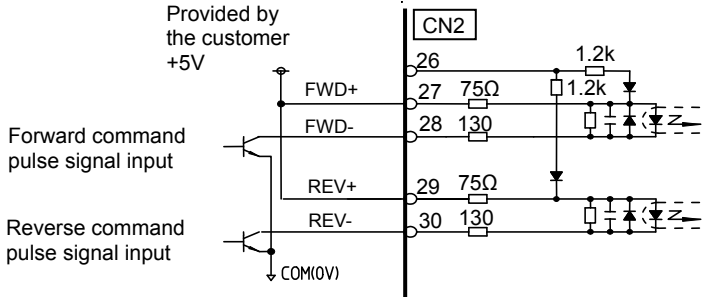 Provided by
the customer
+5V
CN2
26
1.2k
1.2k
FWD+
27
75Ω
FWD-
28
130
Forward command
pulse signal input
REV+
29
75Ω
REV-
30
130
Reverse command
pulse signal input
COM(0V)